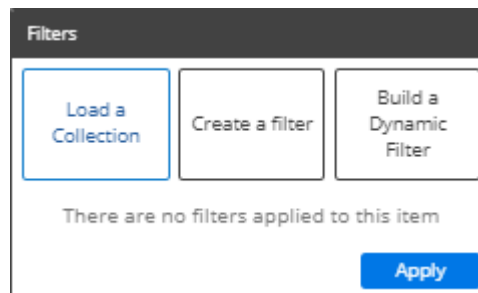 Filters
Load a
Collection
Create a filter
Build a
Dynamic
Filter
There are no filters applied to this item
Apply